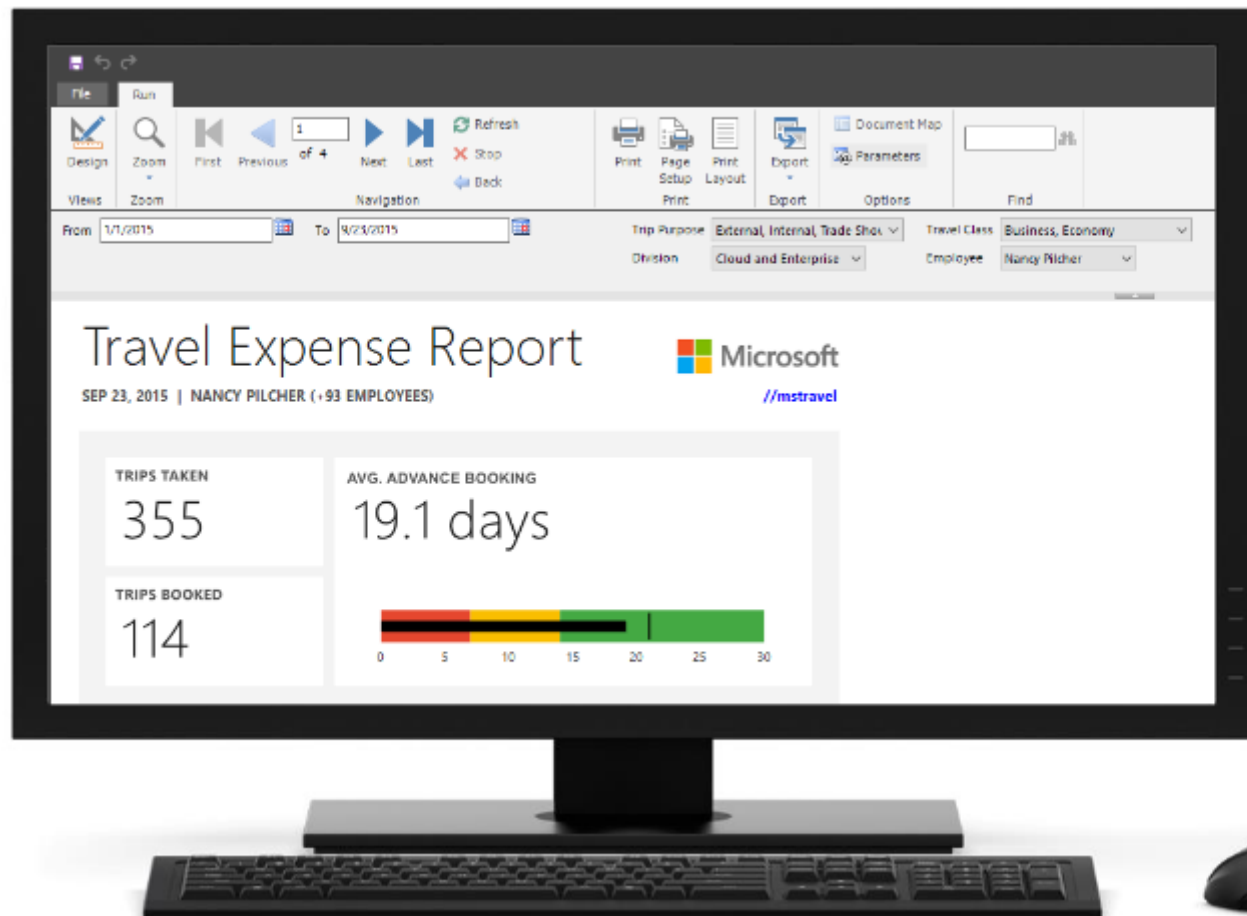 File Run
Design Zoom First Previous 1 of 4 Next Last Refresh Stop Back Print Page Setup Print Layout Export Document Map Parameters
Views Zoom Navigation Print Export Options Find
From 1/1/2015 To 9/23/2015 Trip Purpose External, Internal, Trade Travel Class Business, Economy
Division Cloud and Enterprise Employee Nancy Pilcher
Travel Expense Report Microsoft
SEP 23, 2015 | NANCY PILCHER (+93 EMPLOYEES) //mstravel
TRIPS TAKEN AVG. ADVANCE BOOKING
355 19.1 days
TRIPS BOOKED
114
0 5 10 15 20 25 30